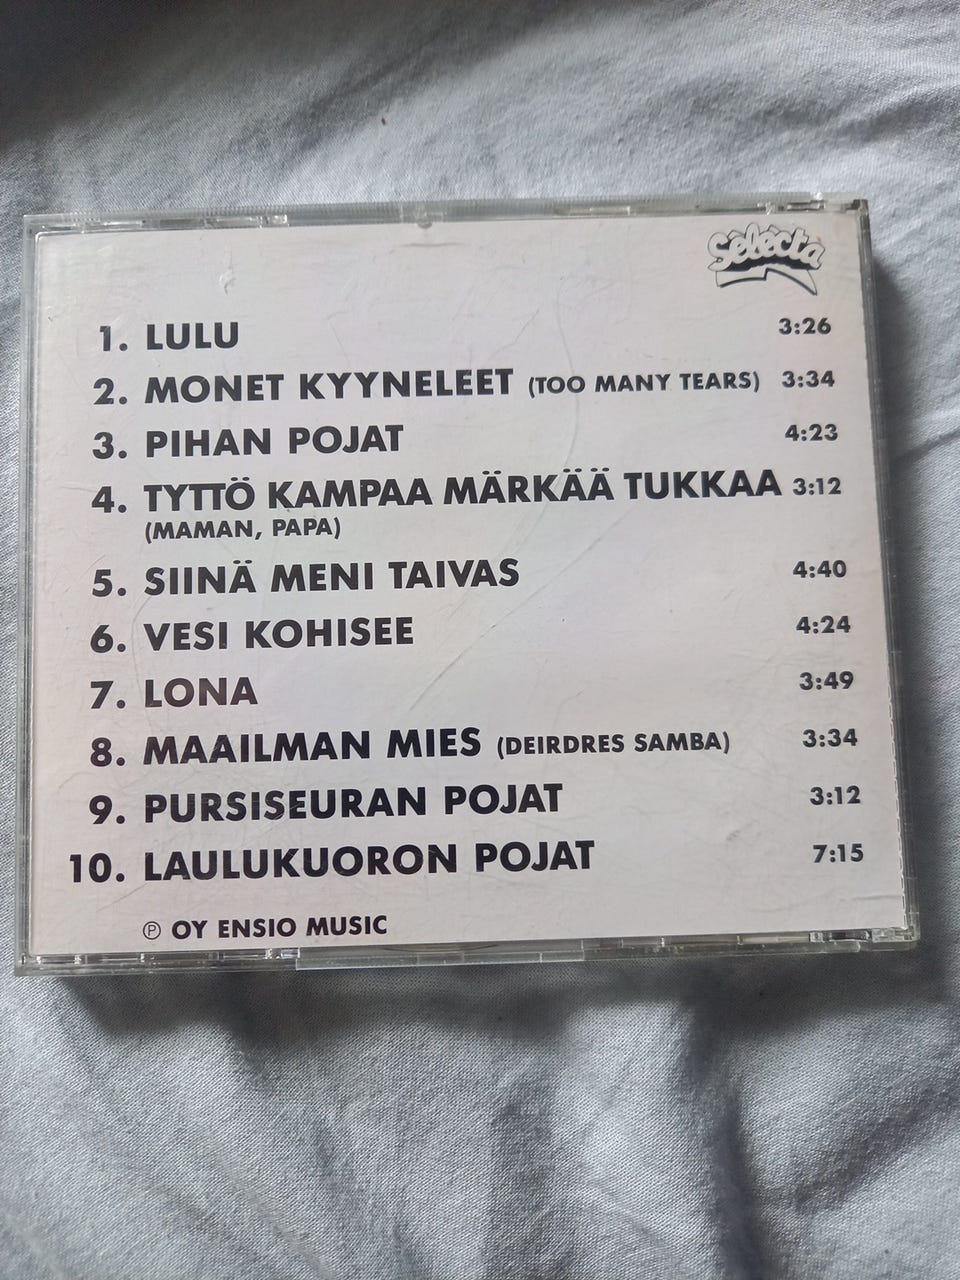 Selecta
1. LULU 3:26
2. MONET KYYNELEET (TOO MANY TEARS) 3:34
3. PIHAN POJAT 4:23
4. TYTTÖ KAMPAA MÄRKÄÄ TUKKAA 3:12
(MAMAN, PAPA)
5. SIINÄ MENI TAIVAS 4:40
6. VESI KOHISEE 4:24
7. LONA 3:49
8. MAAILMAN MIES (DEIRDRES SAMBA) 3:34
9. PURSISEURAN POJAT 3:12
10. LAULUKUORON POJAT 7:15
℗ OY ENSIO MUSIC